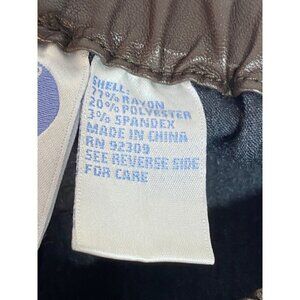 SHELL:
77% RAYON
20% POLYESTER
3% SPANDEX
MADE IN CHINA
RN 92309
SEE REVERSE SIDE
FOR CARE